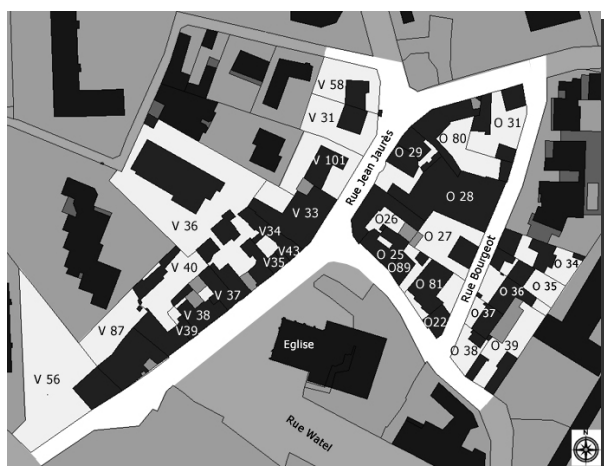 V 58
O 31
O 80
V 31
Rue Jean Jaurès
O 29
V 101
O 28
V 33
O26
V 36
V34
O 27
V43
O 25
V35
O89
O 34
V 40
O 81
Rue Bourgeot
O 36
O 35
V 37
V 38
O 37
O22
V39
V 87
Eglise
O 38
O 39
V 56
Rue Watel
N